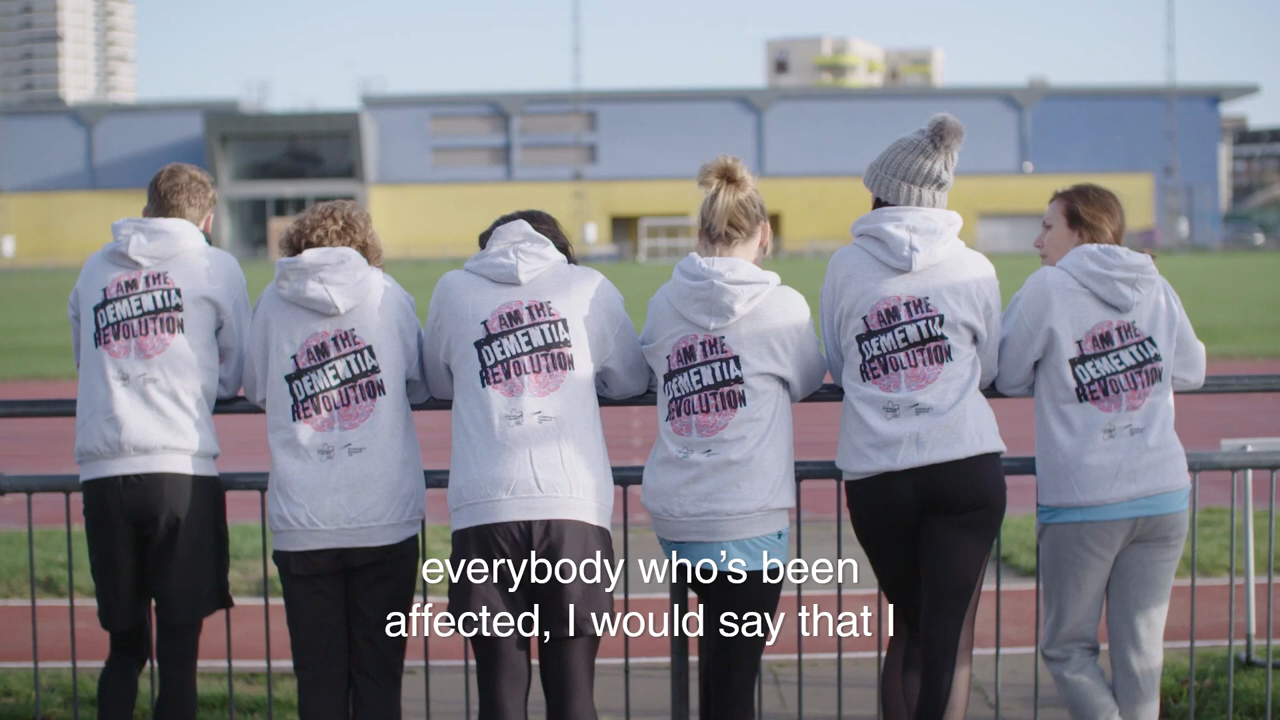 I AM THE
DEMENTIA
REVOLUTION
I AM THE
DEMENTIA
REVOLUTION
I AM THE
DEMENTIA
REVOLUTION
I AM THE
DEMENTIA
REVOLUTION
I AM THE
DEMENTIA
REVOLUTION
I AM THE
DEMENTIA
REVOLUTION
everybody who’s been
affected, I would say that I